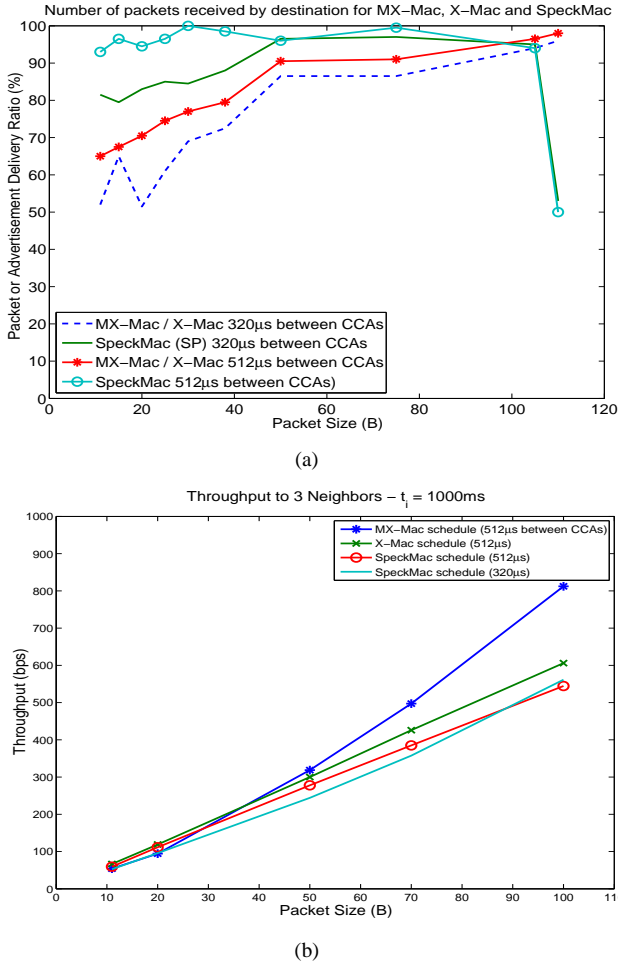 Number of packets received by destination for MX−Mac, X−Mac and SpeckMac
100
90
80
70
60
50
40
30
20
10
0
Packet or Advertisement Delivery Ratio (%)
MX−Mac / X−Mac 320μs between CCAs
SpeckMac (SP) 320μs between CCAs
MX−Mac / X−Mac 512μs between CCAs
SpeckMac 512μs between CCAs)
0 20 40 60 80 100 120
Packet Size (B)
(a)
Throughput to 3 Neighbors − ti = 1000ms
1000
900
800
700
600
500
400
300
200
100
0
Throughput (bps)
MX−Mac schedule (512μs between CCAs)
X−Mac schedule (512μs)
SpeckMac schedule (512μs)
SpeckMac schedule (320μs)
0 10 20 30 40 50 60 70 80 90 100
Packet Size (B)
(b)